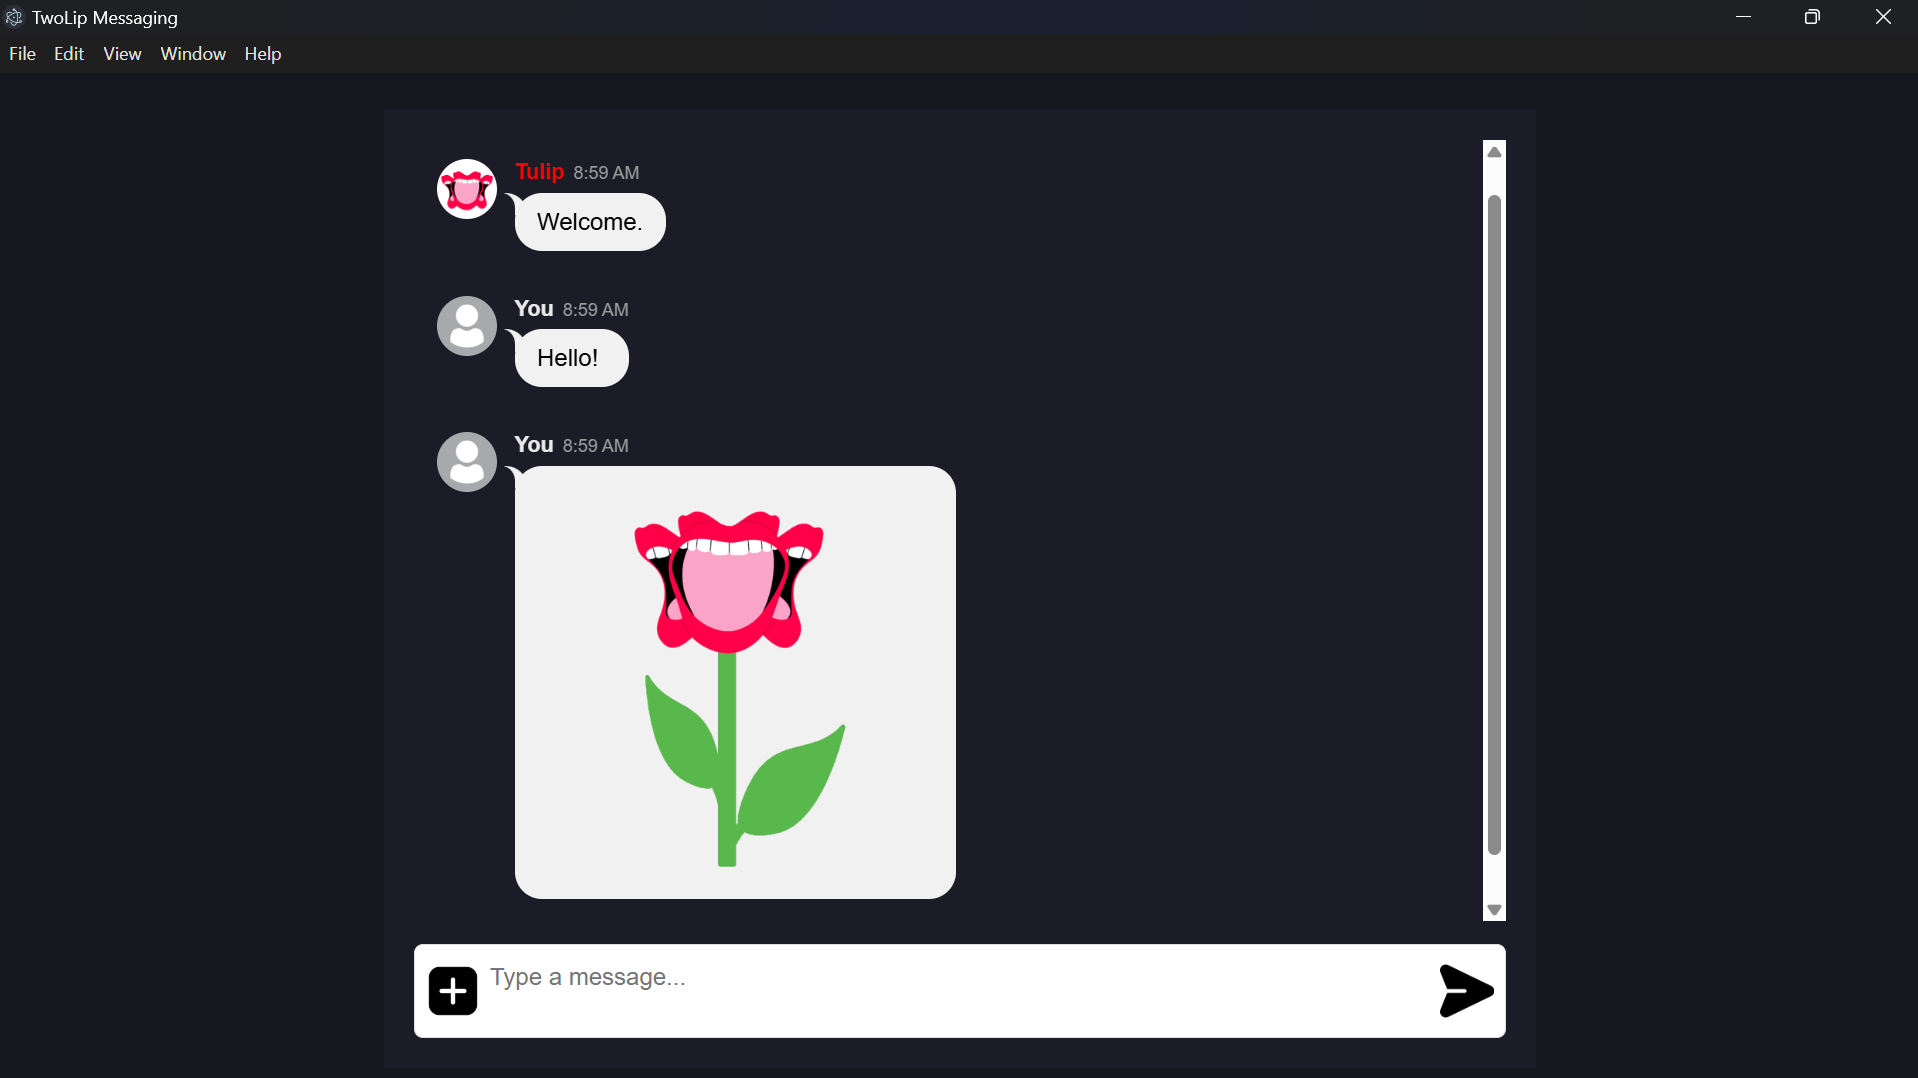 TwoLip Messaging
File Edit View Window Help
Tulip 8:59 AM
Welcome.
You 8:59 AM
Hello!
You 8:59 AM
Type a message...